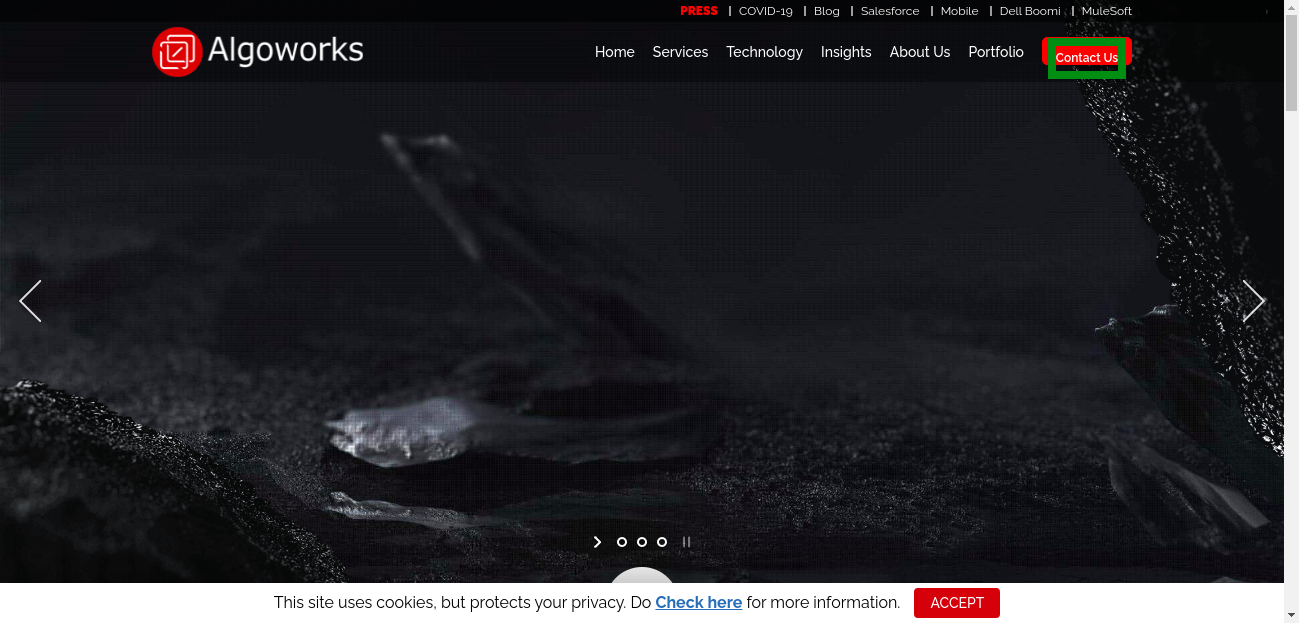 PRESS | COVID-19 | Blog | Salesforce | Mobile | Dell Boomi | MuleSoft
Algoworks
Home Services Technology Insights About Us Portfolio Contact Us
This site uses cookies, but protects your privacy. Do Check here for more information. ACCEPT